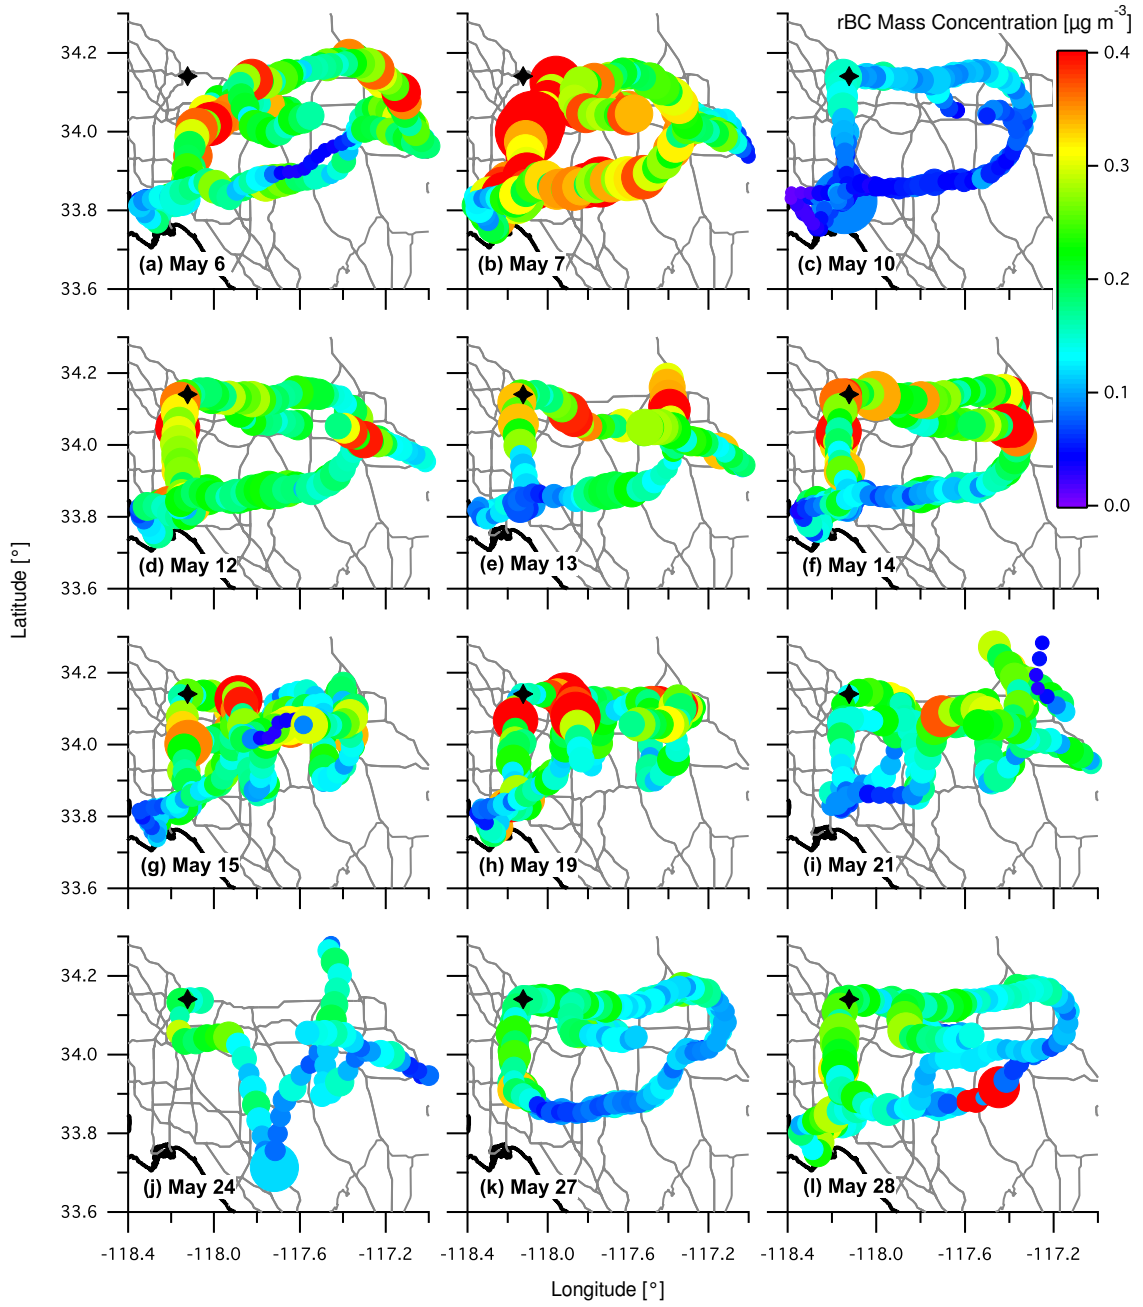 rBC Mass Concentration [µg m⁻³]
34.2
34.0
33.8
33.6
(a) May 6
(b) May 7
(c) May 10
0.4
0.3
0.2
0.1
0.0
34.2
34.0
33.8
33.6
(d) May 12
(e) May 13
(f) May 14
Latitude [°]
34.2
34.0
33.8
33.6
(g) May 15
(h) May 19
(i) May 21
34.2
34.0
33.8
33.6
(j) May 24
(k) May 27
(l) May 28
-118.4 -118.0 -117.6 -117.2
-118.4 -118.0 -117.6 -117.2
-118.4 -118.0 -117.6 -117.2
Longitude [°]